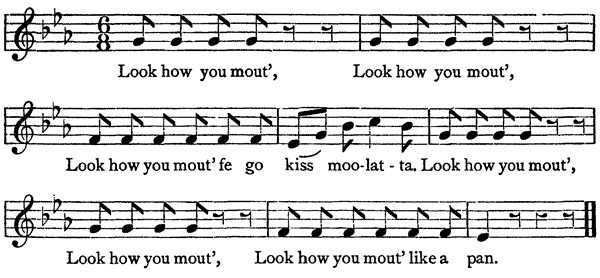 6
8
Look how you mout', Look how you mout',
Look how you mout' fe go kiss moo-lat-ta. Look how you mout',
Look how you mout', Look how you mout' like a pan.